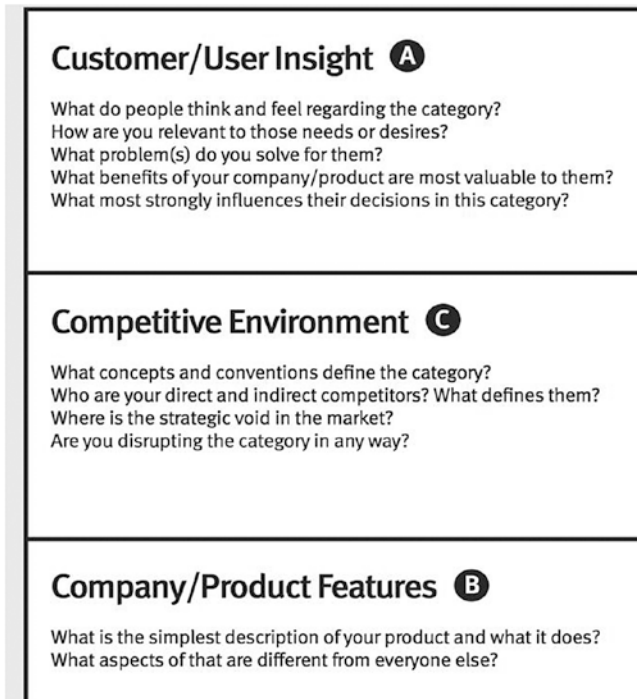 Customer/User Insight A
What do people think and feel regarding the category?
How are you relevant to those needs or desires?
What problem(s) do you solve for them?
What benefits of your company/product are most valuable to them?
What most strongly influences their decisions in this category?
Competitive Environment C
What concepts and conventions define the category?
Who are your direct and indirect competitors? What defines them?
Where is the strategic void in the market?
Are you disrupting the category in any way?
Company/Product Features B
What is the simplest description of your product and what it does?
What aspects of that are different from everyone else?